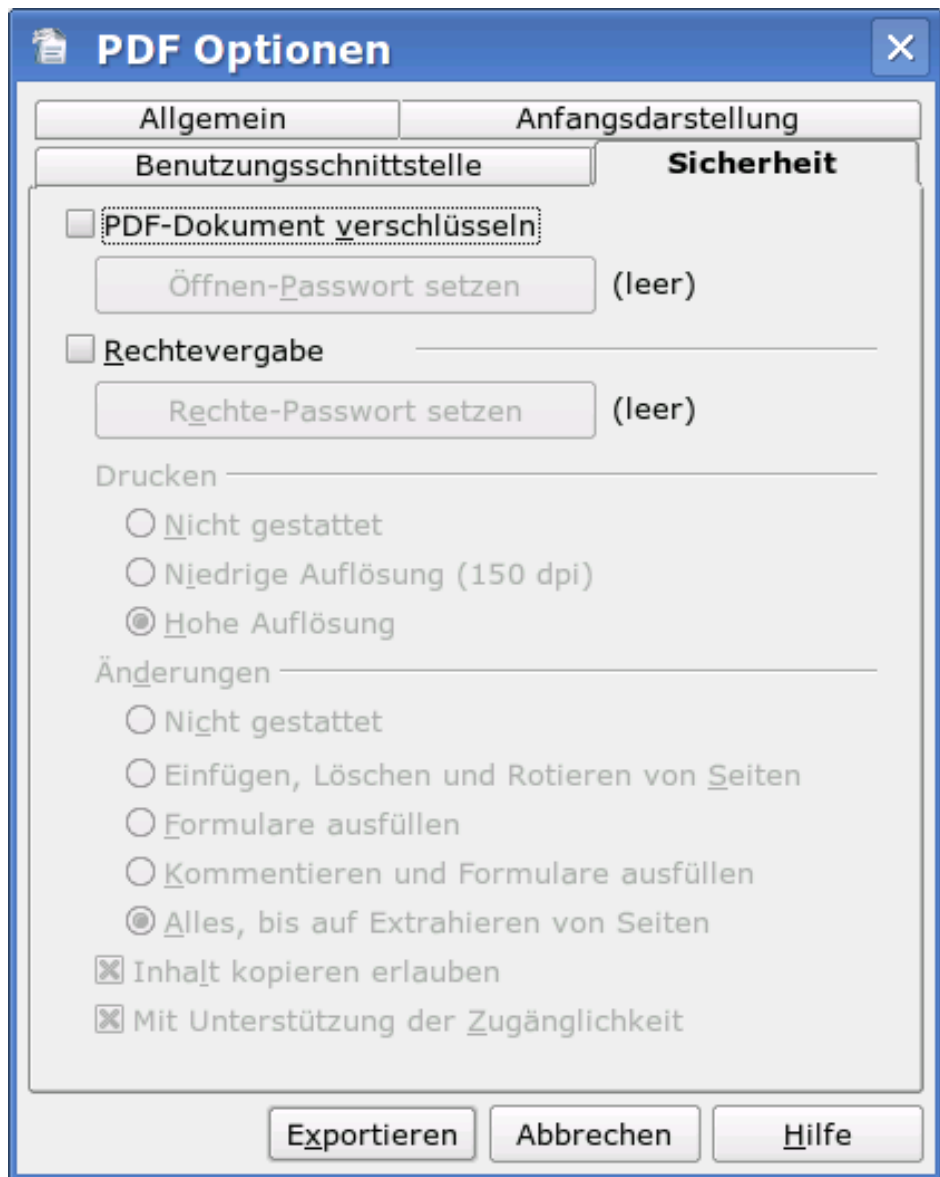 PDF Optionen
Allgemein Anfangsdarstellung
Benutzungsschnittstelle Sicherheit
PDF-Dokument verschlüsseln
Öffnen-Passwort setzen (leer)
Rechtevergabe
Rechte-Passwort setzen (leer)
Drucken
Nicht gestattet
Niedrige Auflösung (150 dpi)
Hohe Auflösung
Änderungen
Nicht gestattet
Einfügen, Löschen und Rotieren von Seiten
Formulare ausfüllen
Kommentieren und Formulare ausfüllen
Alles, bis auf Extrahieren von Seiten
Inhalt kopieren erlauben
Mit Unterstützung der Zugänglichkeit
Exportieren Abbrechen Hilfe